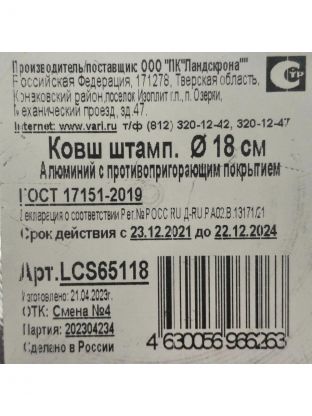 Производитель/поставщик: ООО "ПК"Ландскрона""
Российская Федерация, 171278, Тверская область,
Конаковский район,поселок Изоплит г.п., п. Озерки,
Механический проезд, зд.47.
Internet: www.vari.ru т/ф (812) 320-12-42, 320-12-47
Ковш штамп. Ø 18 см
Алюминий с противопригорающим покрытием
ГОСТ 17151-2019
Декларация о соответствии Рег.№ РОСС RU Д-RU.РА02.В.13171/21
Срок действия с 23.12.2021 до 22.12.2024
Арт.LCS65118
Изготовлено: 21.04.2023г.
ОТК: Смена №4
Партия: 202304234
Сделано в России
4 630056 966263